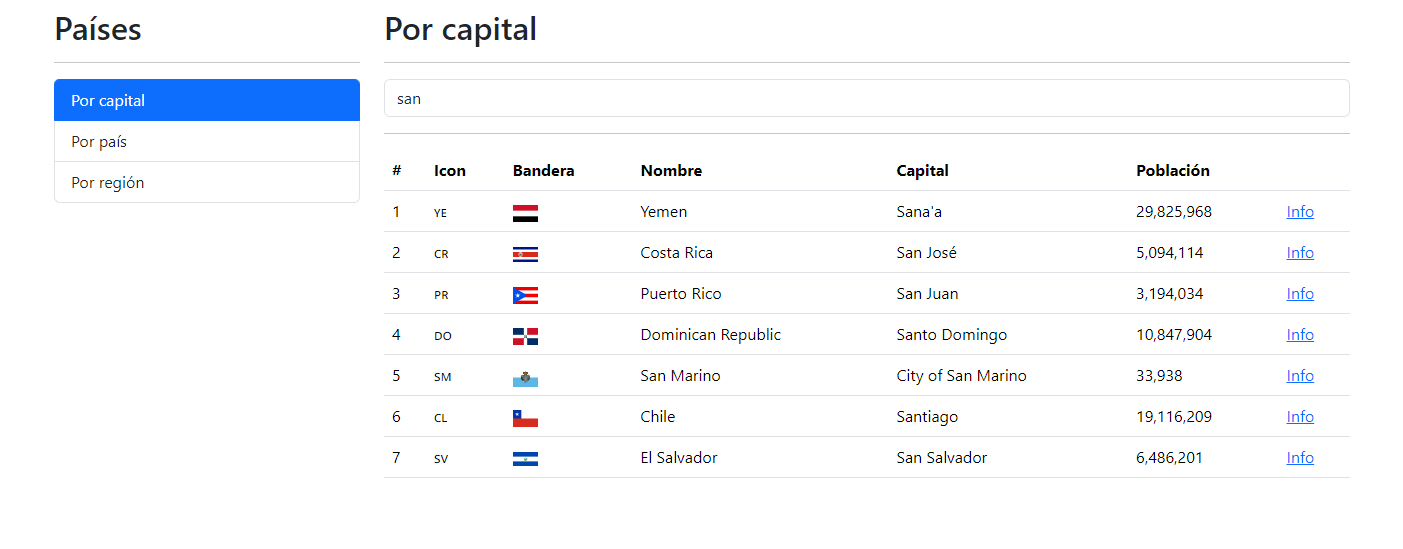 Países
Por capital
Por país
Por región
Por capital
san
# Icon Bandera Nombre Capital Población
1 YE Yemen Sana'a 29,825,968 Info
2 CR Costa Rica San José 5,094,114 Info
3 PR Puerto Rico San Juan 3,194,034 Info
4 DO Dominican Republic Santo Domingo 10,847,904 Info
5 SM San Marino City of San Marino 33,938 Info
6 CL Chile Santiago 19,116,209 Info
7 SV El Salvador San Salvador 6,486,201 Info